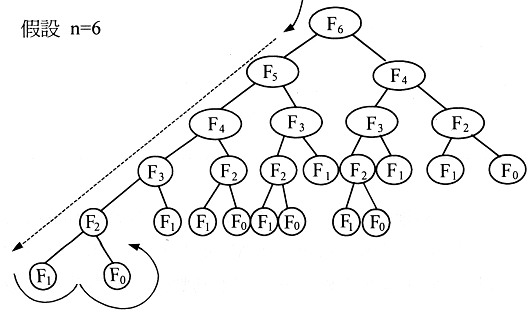 假設 n=6
F₆
F₅ F₄
F₄ F₃ F₃ F₂
F₃ F₂ F₂ F₁ F₂ F₁ F₁ F₀
F₂ F₁ F₁ F₀ F₁ F₀ F₁ F₀
F₁ F₀